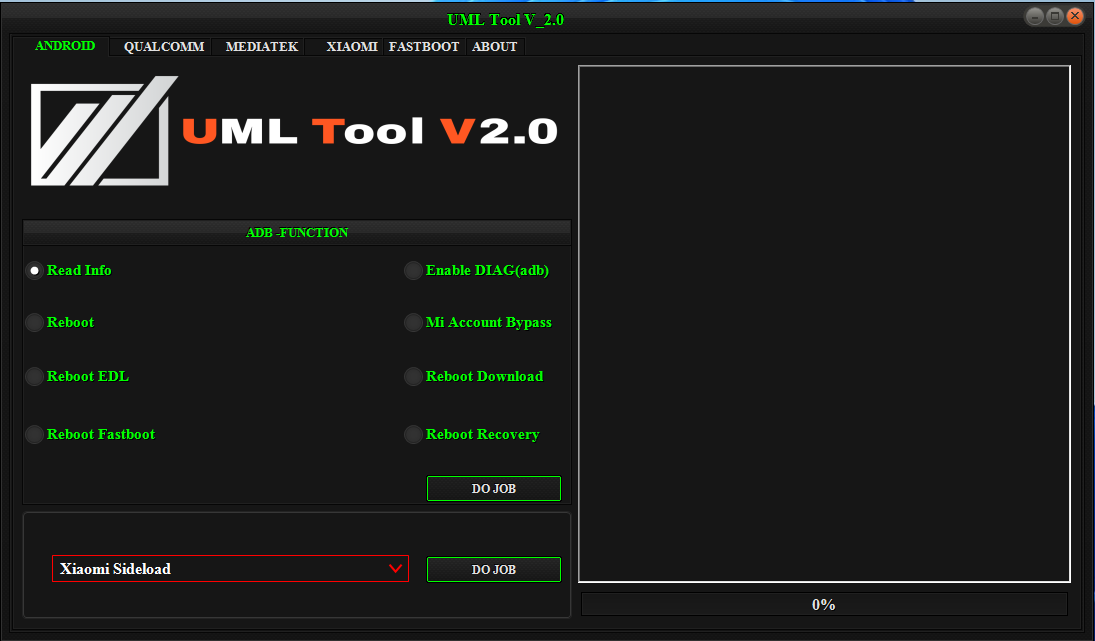 UML Tool V_2.0
ANDROID QUALCOMM MEDIATEK XIAOMI FASTBOOT ABOUT
UML Tool V2.0
ADB -FUNCTION
Read Info Enable DIAG(adb)
Reboot Mi Account Bypass
Reboot EDL Reboot Download
Reboot Fastboot Reboot Recovery
DO JOB
Xiaomi Sideload DO JOB
0%